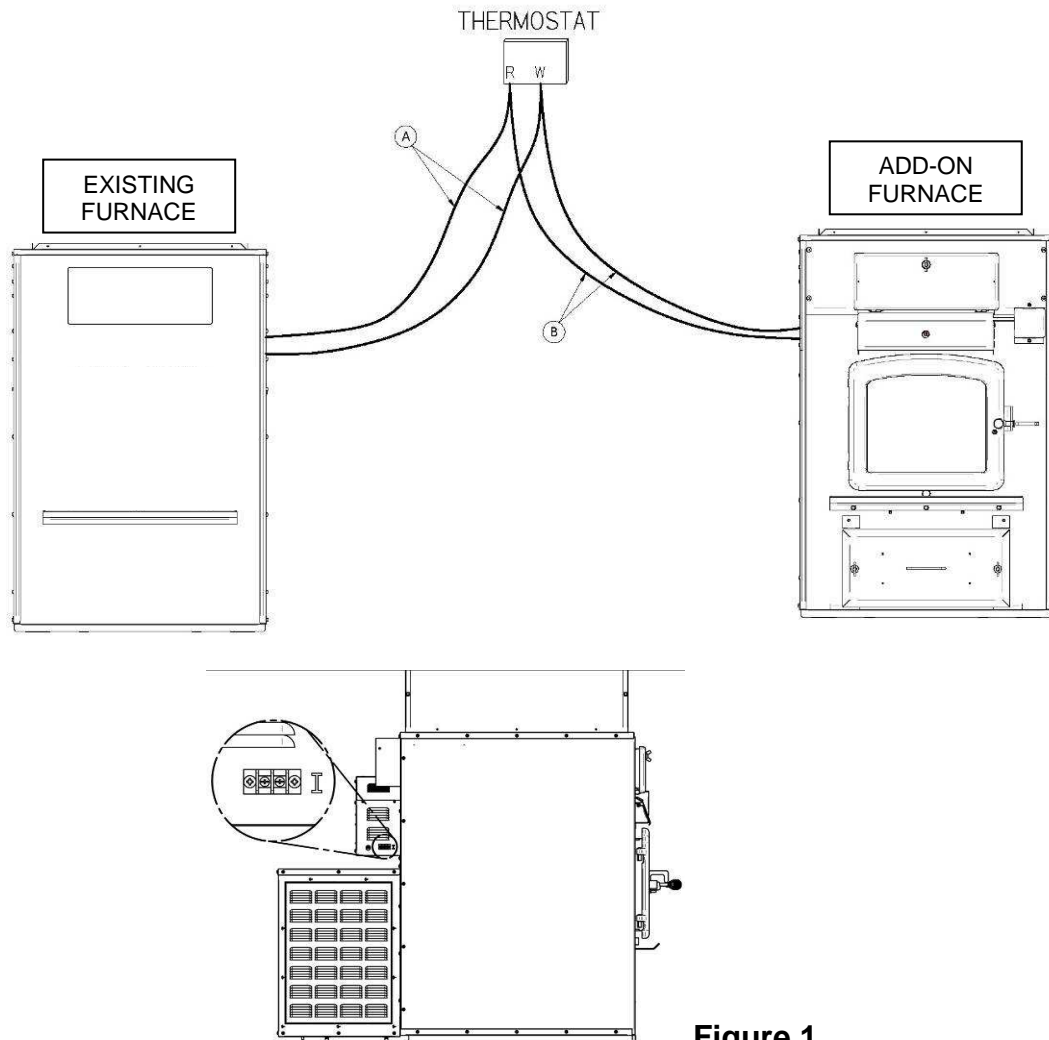 THERMOSTAT
R W
A
EXISTING
FURNACE
ADD-ON
FURNACE
B
I
Figure 1